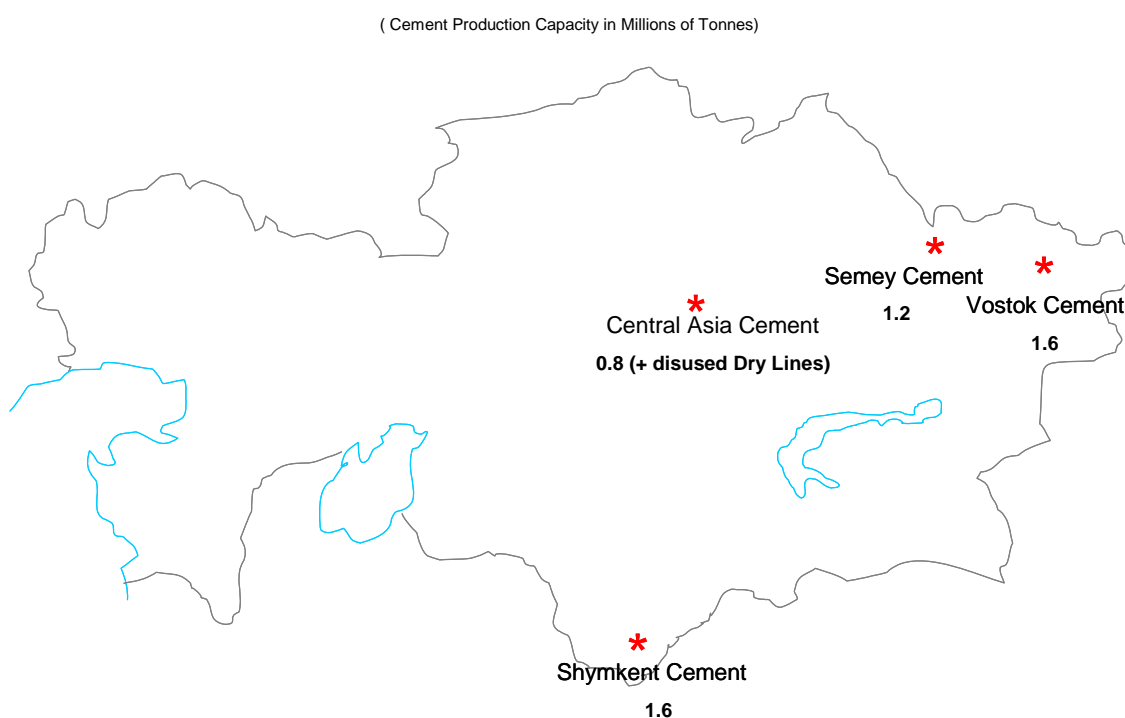 ( Cement Production Capacity in Millions of Tonnes)
Semey Cement
1.2
Vostok Cement
1.6
Central Asia Cement
0.8 (+ disused Dry Lines)
Shymkent Cement
1.6